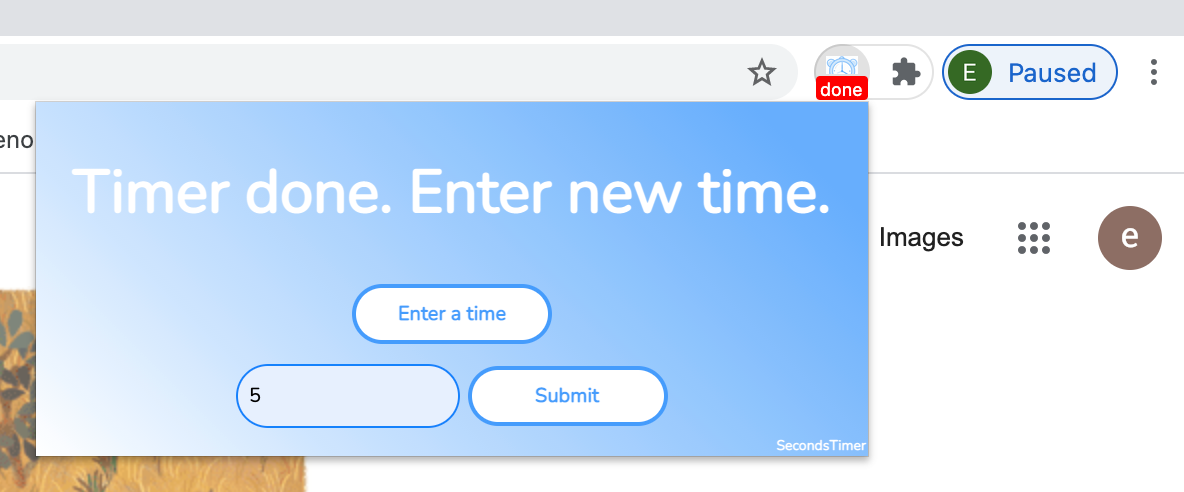 E Paused
done
eno
Timer done. Enter new time.
Images
e
Enter a time
5
Submit
SecondsTimer